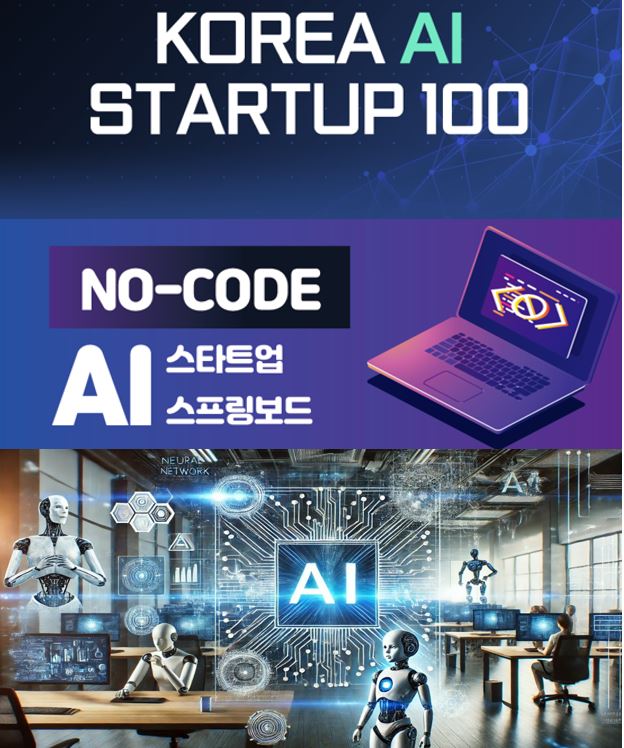 KOREA AI
STARTUP 100
NO-CODE
AI 스타트업
스프링보드
NEURAL
NETWORK
AI
AI